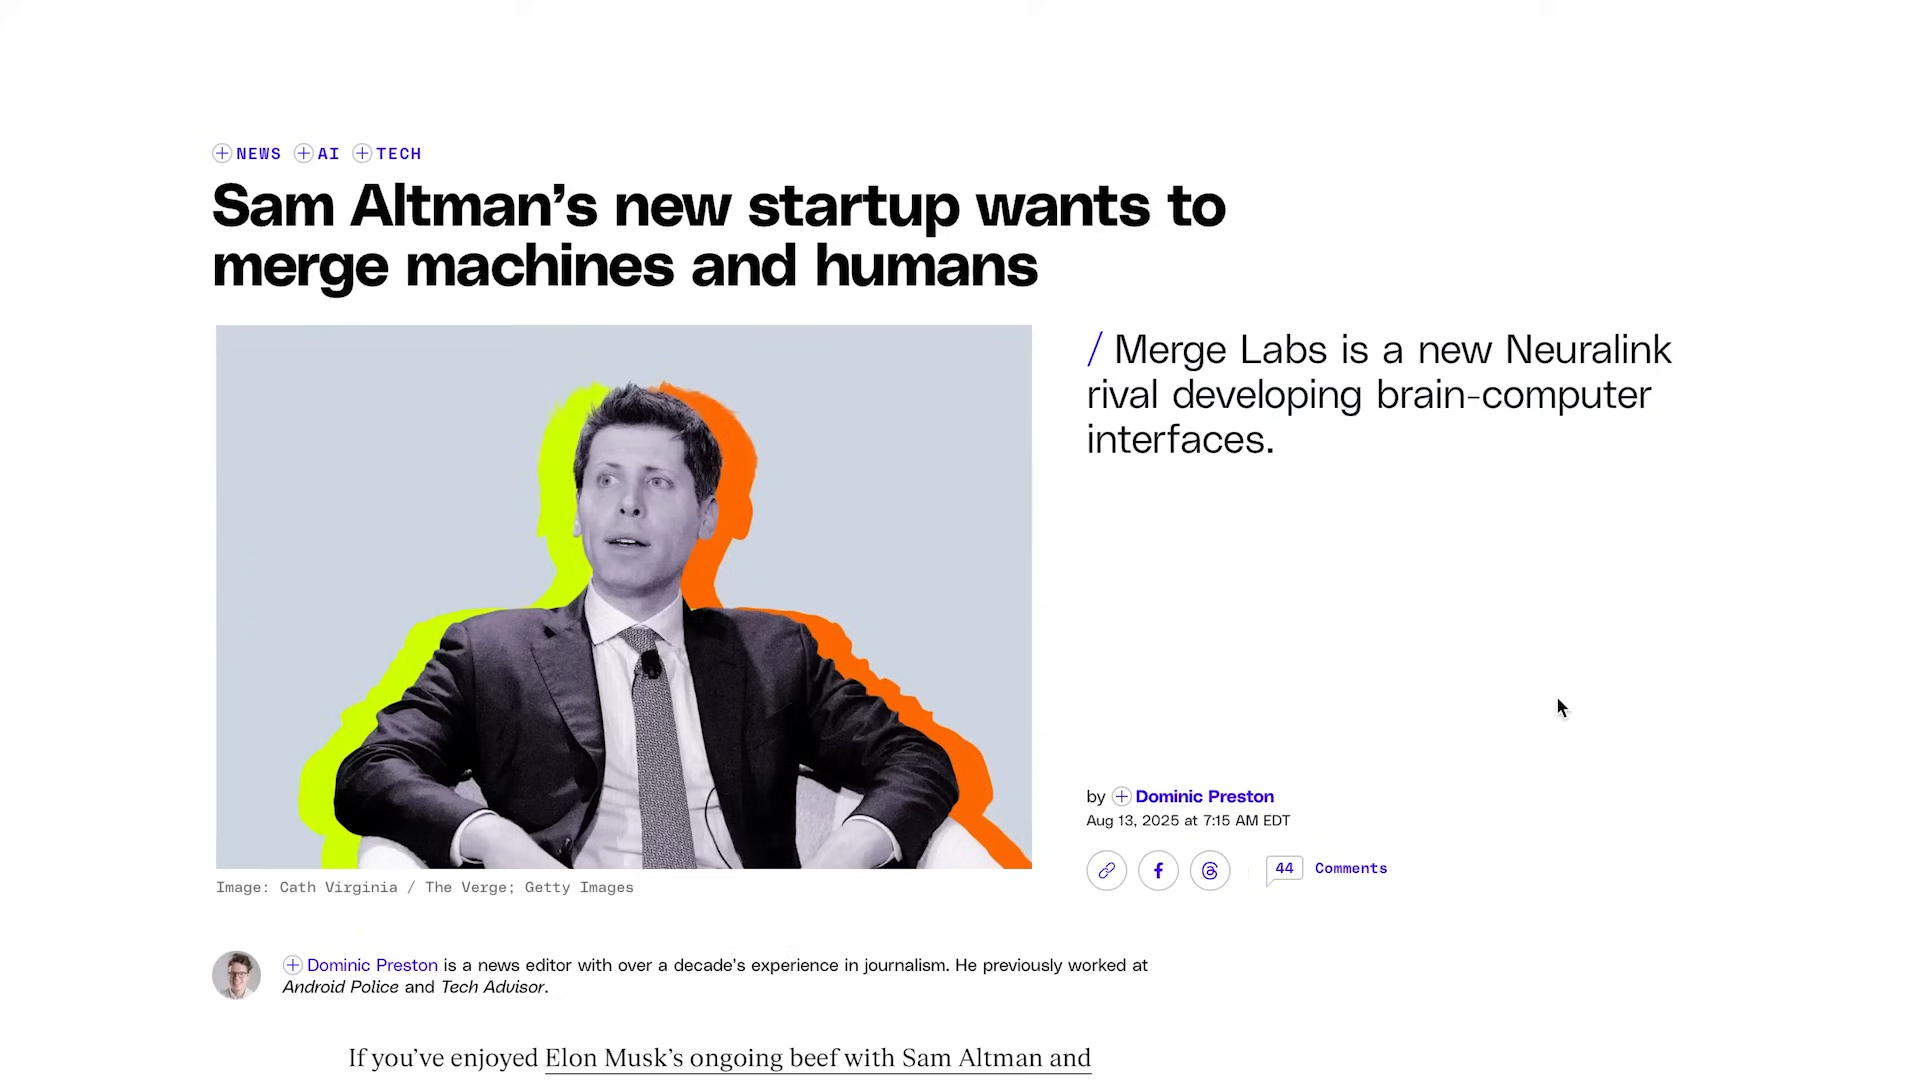 NEWS AI TECH
Sam Altman’s new startup wants to
merge machines and humans
/ Merge Labs is a new Neuralink
rival developing brain-computer
interfaces.
by Dominic Preston
Aug 13, 2025 at 7:15 AM EDT
44 Comments
Image: Cath Virginia / The Verge; Getty Images
Dominic Preston is a news editor with over a decade’s experience in journalism. He previously worked at
Android Police and Tech Advisor.
If you’ve enjoyed Elon Musk’s ongoing beef with Sam Altman and